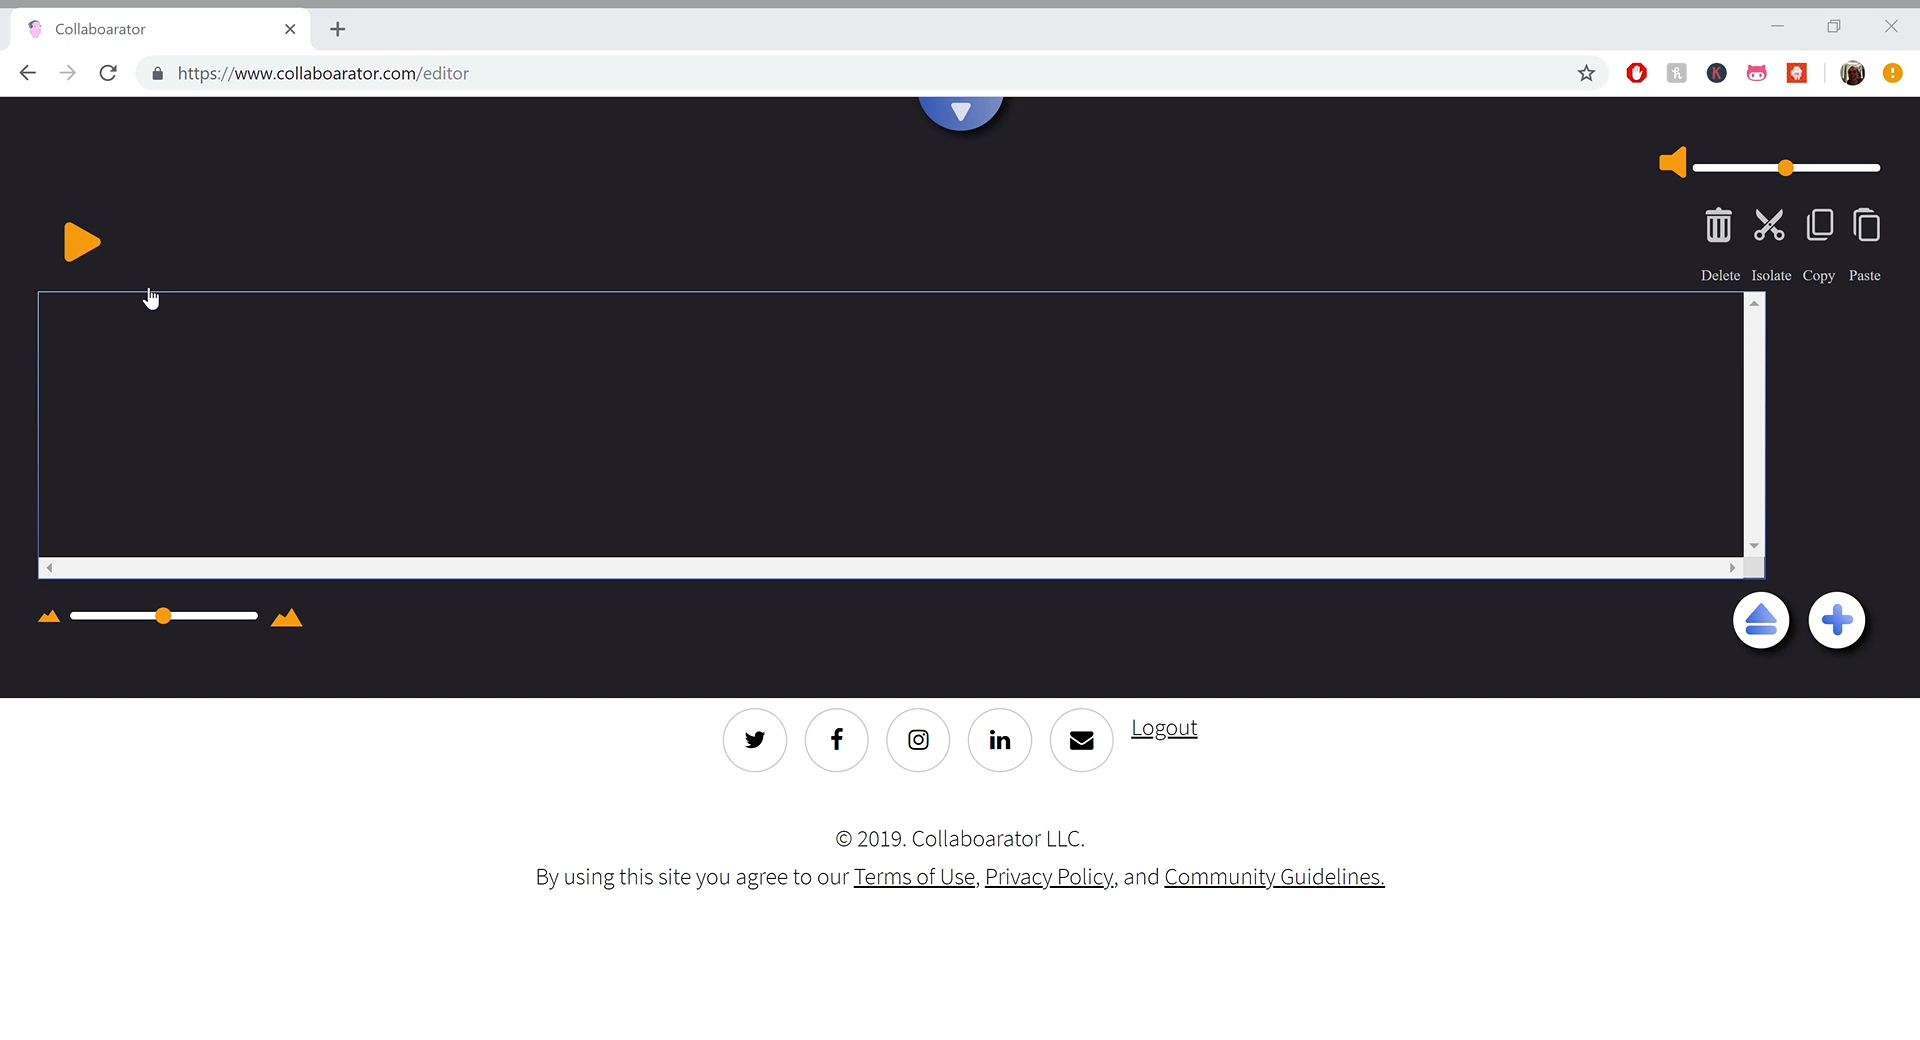 Collaboarator
https://www.collaboarator.com/editor
Delete Isolate Copy Paste
Logout
© 2019. Collaboarator LLC.
By using this site you agree to our Terms of Use, Privacy Policy, and Community Guidelines.